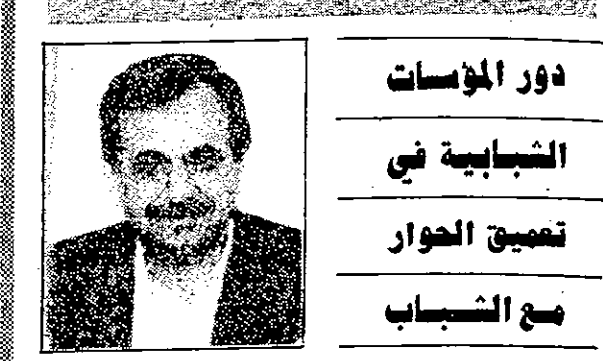 دور المؤسسات
الشبابية في
تعميق الحوار
مع الشباب